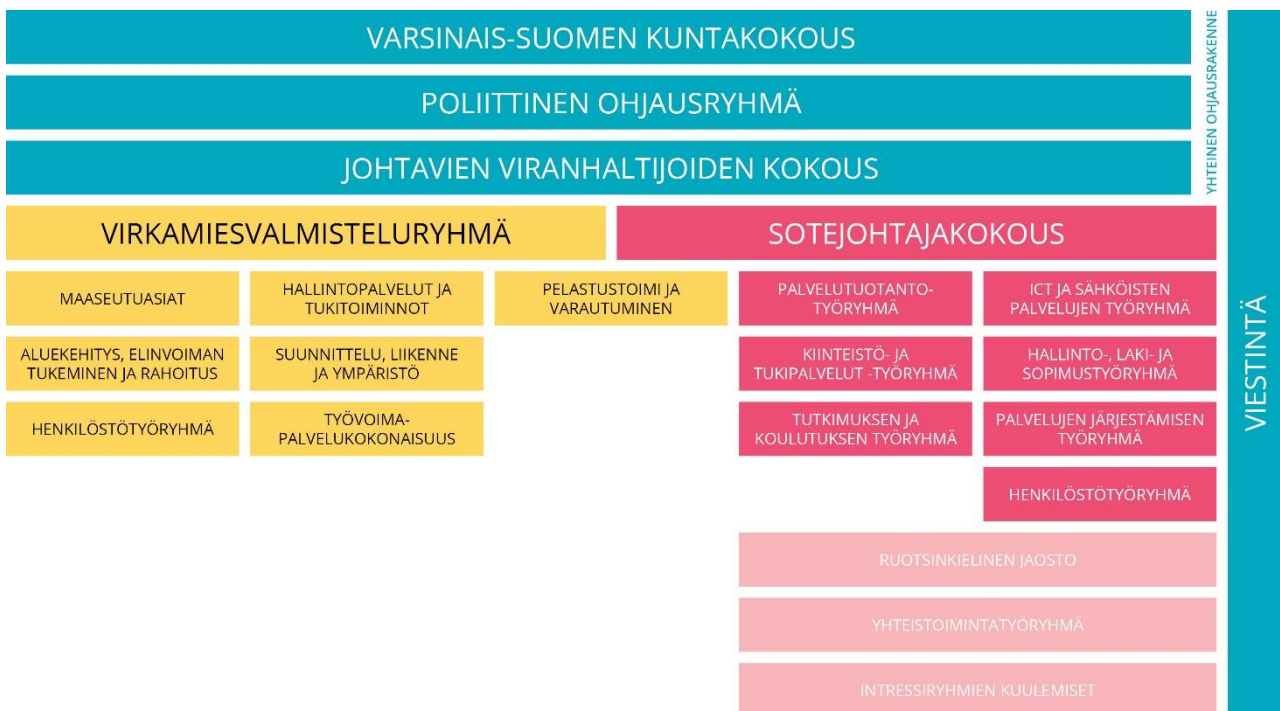 VARSINAIS-SUOMEN KUNTAKOKOUS
POLIITTINEN OHJAUSRYHMÄ
JOHTAVIEN VIRANHALTIJOIDEN KOKOUS
YHTEINEN OHJAUSRAKENNE
VIESTINTÄ
VIRKAMIESVALMISTELURYHMÄ
SOTEJOHTAJAKOKOUS
MAASEUTUASIAT
HALLINTOPALVELUT JA
TUKITOIMINNOT
PELASTUSTOIMI JA
VARAUTUMINEN
PALVELUTUOTANTO-
TYÖRYHMÄ
ICT JA SÄHKÖISTEN
PALVELUJEN TYÖRYHMÄ
ALUEKEHITYS, ELINVOIMAN
TUKEMINEN JA RAHOITUS
SUUNNITTELU, LIIKENNE
JA YMPÄRISTÖ
KIINTEISTÖ- JA
TUKIPALVELUT -TYÖRYHMÄ
HALLINTO-, LAKI- JA
SOPIMUSTYÖRYHMÄ
HENKILÖSTÖTYÖRYHMÄ
TYÖVOIMA-
PALVELUKOKONAISUUS
TUTKIMUKSEN JA
KOULUTUKSEN TYÖRYHMÄ
PALVELUJEN JÄRJESTÄMISEN
TYÖRYHMÄ
HENKILÖSTÖTYÖRYHMÄ
RUOTSINKIELINEN JAOSTO
YHTEISTOIMINTATYÖRYHMÄ
INTRESSIRYHMIEN KUULEMISET